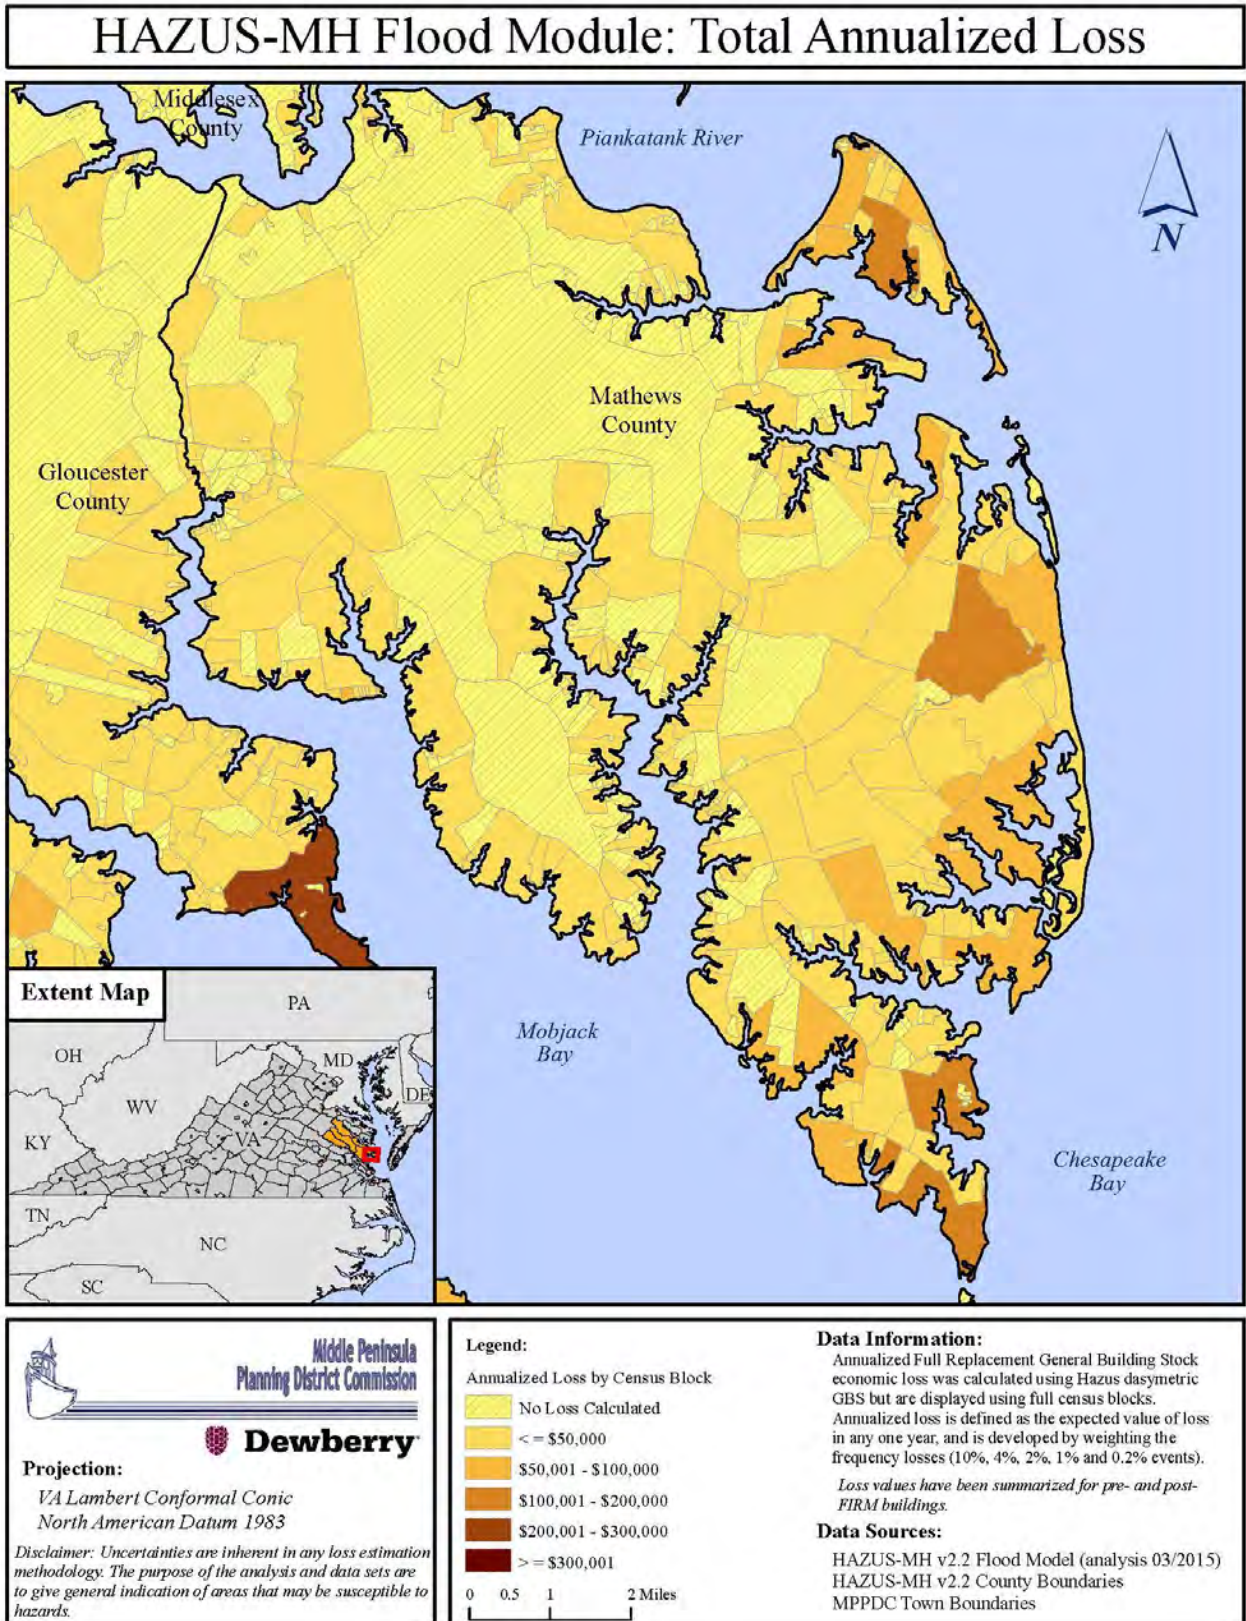 HAZUS-MH Flood Module: Total Annualized Loss
Middlesex
County
Piankatank River
N
Mathews
County
Gloucester
County
Mobjack
Bay
Chesapeake
Bay
Extent Map
PA
OH
MD
DE
WV
KY
VA
TN
NC
SC
Middle Peninsula
Planning District Commission
Dewberry
Projection:
VA Lambert Conformal Conic
North American Datum 1983
Disclaimer: Uncertainties are inherent in any loss estimation
methodology. The purpose of the analysis and data sets are
to give general indication of areas that may be susceptible to
hazards.
Legend:
Annualized Loss by Census Block
No Loss Calculated
< = $50,000
$50,001 - $100,000
$100,001 - $200,000
$200,001 - $300,000
> = $300,001
0 0.5 1 2 Miles
Data Information:
Annualized Full Replacement General Building Stock
economic loss was calculated using Hazus dasymetric
GBS but are displayed using full census blocks.
Annualized loss is defined as the expected value of loss
in any one year, and is developed by weighting the
frequency losses (10%, 4%, 2%, 1% and 0.2% events).
Loss values have been summarized for pre- and post-
FIRM buildings.
Data Sources:
HAZUS-MH v2.2 Flood Model (analysis 03/2015)
HAZUS-MH v2.2 County Boundaries
MPPDC Town Boundaries